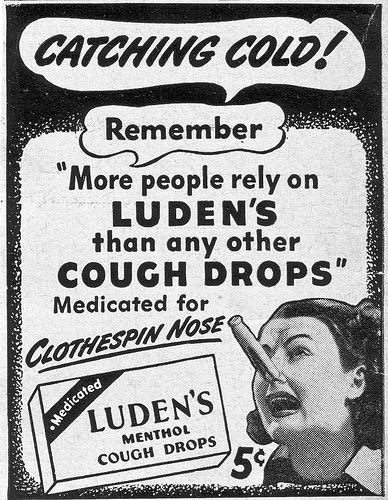 CATCHING COLD!
Remember
"More people rely on
LUDEN'S
than any other
COUGH DROPS"
Medicated for
CLOTHESPIN NOSE
Medicated
LUDEN'S
MENTHOL
COUGH DROPS
5¢